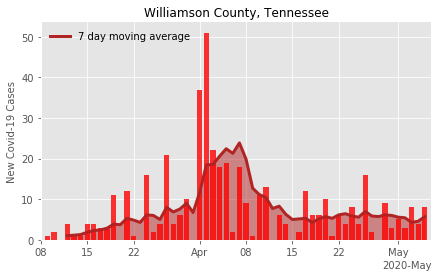 Williamson County, Tennessee
7 day moving average
New Covid-19 Cases
50
40
30
20
10
0
08 15 22 Apr 08 15 22 May
2020-May